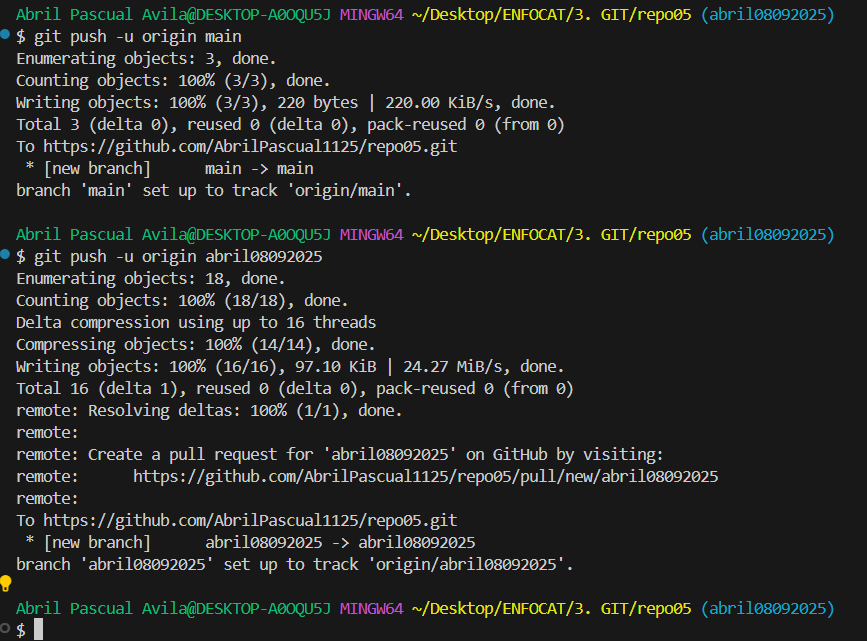 Abril Pascual Avila@DESKTOP-A0OQU5J MINGW64 ~/Desktop/ENFOCAT/3. GIT/repo05 (abril08092025)
$ git push -u origin main
Enumerating objects: 3, done.
Counting objects: 100% (3/3), done.
Writing objects: 100% (3/3), 220 bytes | 220.00 KiB/s, done.
Total 3 (delta 0), reused 0 (delta 0), pack-reused 0 (from 0)
To https://github.com/AbrilPascual1125/repo05.git
 * [new branch]      main -> main
branch 'main' set up to track 'origin/main'.
Abril Pascual Avila@DESKTOP-A0OQU5J MINGW64 ~/Desktop/ENFOCAT/3. GIT/repo05 (abril08092025)
$ git push -u origin abril08092025
Enumerating objects: 18, done.
Counting objects: 100% (18/18), done.
Delta compression using up to 16 threads
Compressing objects: 100% (14/14), done.
Writing objects: 100% (16/16), 97.10 KiB | 24.27 MiB/s, done.
Total 16 (delta 1), reused 0 (delta 0), pack-reused 0 (from 0)
remote: Resolving deltas: 100% (1/1), done.
remote:
remote: Create a pull request for 'abril08092025' on GitHub by visiting:
remote:      https://github.com/AbrilPascual1125/repo05/pull/new/abril08092025
remote:
To https://github.com/AbrilPascual1125/repo05.git
 * [new branch]      abril08092025 -> abril08092025
branch 'abril08092025' set up to track 'origin/abril08092025'.
Abril Pascual Avila@DESKTOP-A0OQU5J MINGW64 ~/Desktop/ENFOCAT/3. GIT/repo05 (abril08092025)
$